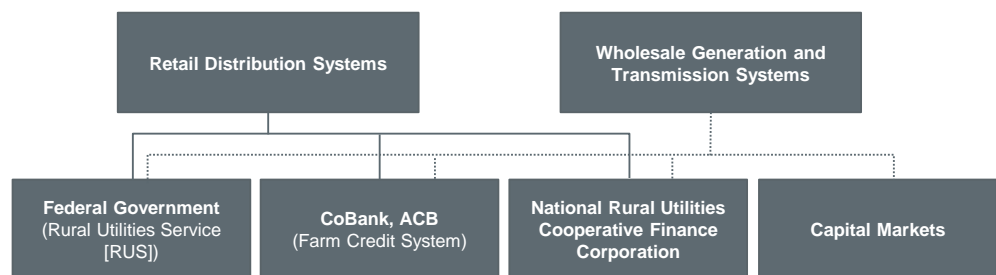 Retail Distribution Systems
Wholesale Generation and
Transmission Systems
Federal Government
(Rural Utilities Service
[RUS])
CoBank, ACB
(Farm Credit System)
National Rural Utilities
Cooperative Finance
Corporation
Capital Markets